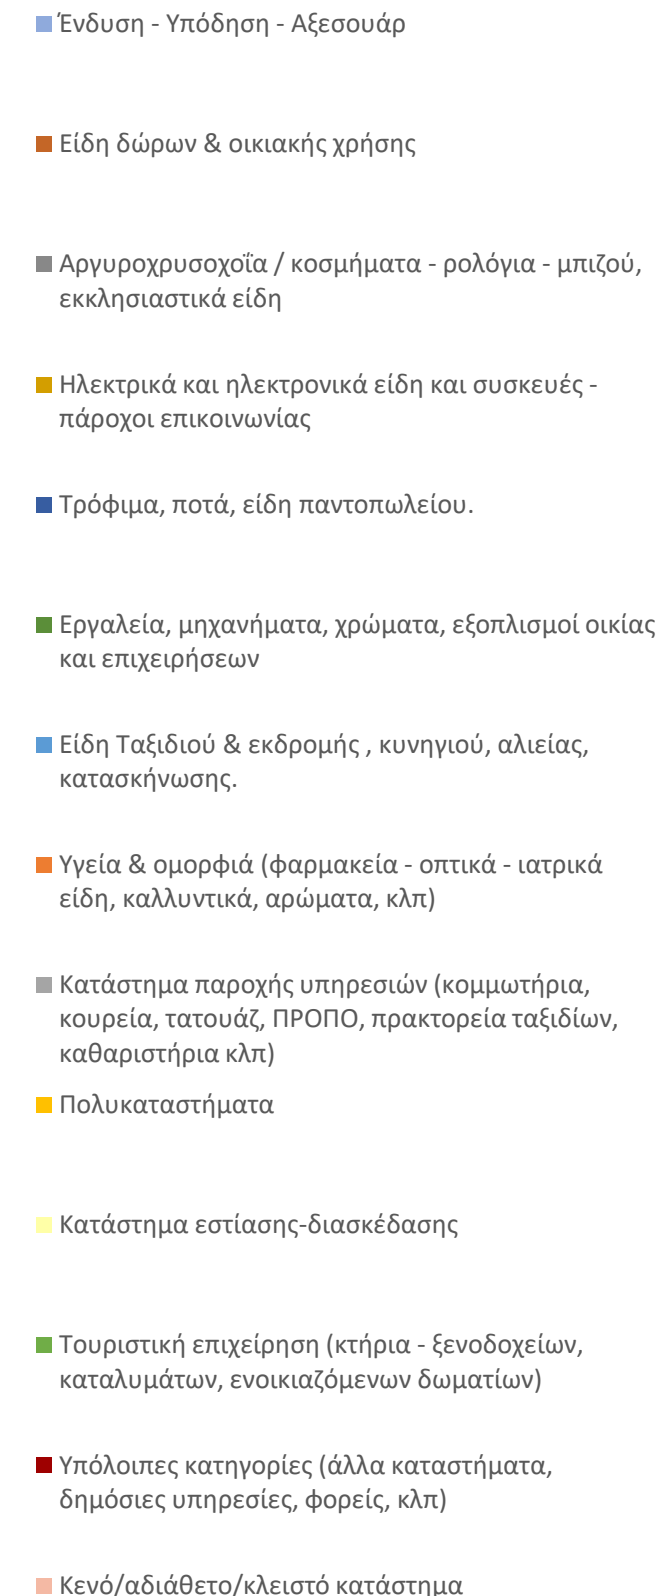 Ένδυση - Υπόδηση - Αξεσουάρ
Είδη δώρων & οικιακής χρήσης
Αργυροχρυσοχοΐα / κοσμήματα - ρολόγια - μπιζού,
εκκλησιαστικά είδη
Ηλεκτρικά και ηλεκτρονικά είδη και συσκευές -
πάροχοι επικοινωνίας
Τρόφιμα, ποτά, είδη παντοπωλείου.
Εργαλεία, μηχανήματα, χρώματα, εξοπλισμοί οικίας
και επιχειρήσεων
Είδη Ταξιδιού & εκδρομής , κυνηγιού, αλιείας,
κατασκήνωσης.
Υγεία & ομορφιά (φαρμακεία - οπτικά - ιατρικά
είδη, καλλυντικά, αρώματα, κλπ)
Κατάστημα παροχής υπηρεσιών (κομμωτήρια,
κουρεία, τατουάζ, ΠΡΟΠΟ, πρακτορεία ταξιδίων,
καθαριστήρια κλπ)
Πολυκαταστήματα
Κατάστημα εστίασης-διασκέδασης
Τουριστική επιχείρηση (κτήρια - ξενοδοχείων,
καταλυμάτων, ενοικιαζόμενων δωματίων)
Υπόλοιπες κατηγορίες (άλλα καταστήματα,
δημόσιες υπηρεσίες, φορείς, κλπ)
Κενό/αδιάθετο/κλειστό κατάστημα